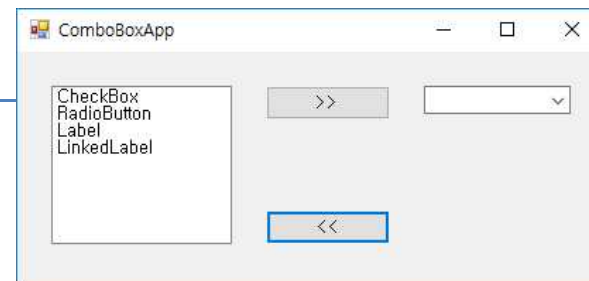 ComboBoxApp
CheckBox
RadioButton
Label
LinkedLabel
>>
<<